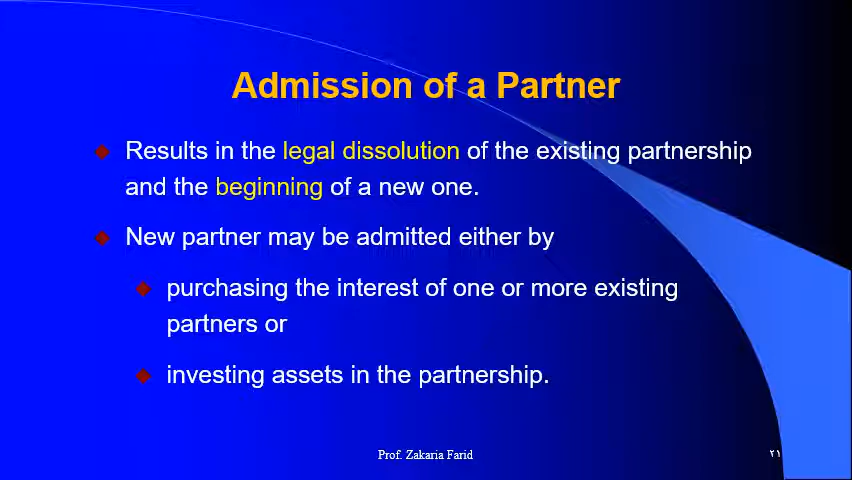 Admission of a Partner
Results in the legal dissolution of the existing partnership
and the beginning of a new one.
New partner may be admitted either by
purchasing the interest of one or more existing
partners or
investing assets in the partnership.
Prof. Zakaria Farid
٢١